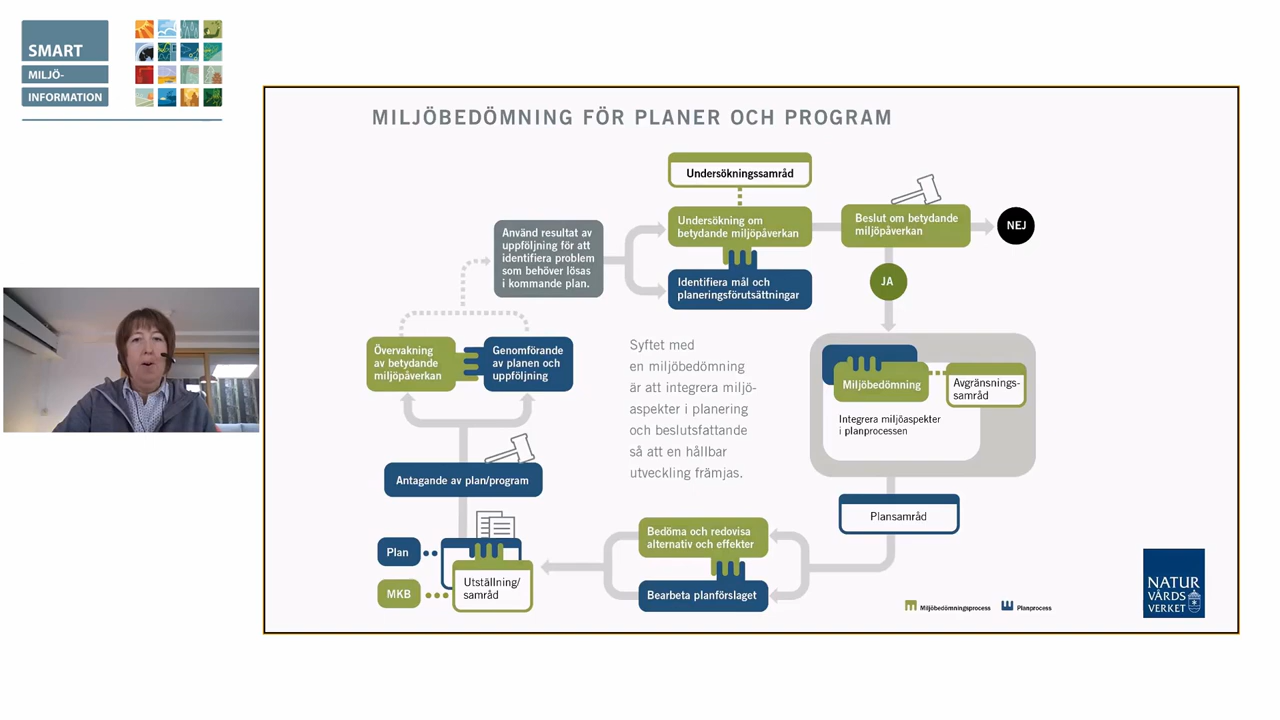 SMART
MILJÖ-
INFORMATION
MILJÖBEDÖMNING FÖR PLANER OCH PROGRAM
Undersökningssamråd
Undersökning om
betydande miljöpåverkan
Beslut om betydande
miljöpåverkan
NEJ
Använd resultat av
uppföljning för att
identifiera problem
som behöver lösas
i kommande plan.
Identifiera mål och
planeringsförutsättningar
JA
Övervakning
av betydande
miljöpåverkan
Genomförande
av planen och
uppföljning
Syftet med
en miljöbedömning
är att integrera miljö-
aspekter i planering
och beslutsfattande
så att en hållbar
utveckling främjas.
Miljöbedömning
Avgränsnings-
samråd
Integrera miljöaspekter
i planprocessen
Antagande av plan/program
Plansamråd
Bedöma och redovisa
alternativ och effekter
Plan
MKB
Utställning/
samråd
Bearbeta planförslaget
Miljöbedömningsprocess
Planprocess
NATUR
VÅRDS
VERKET